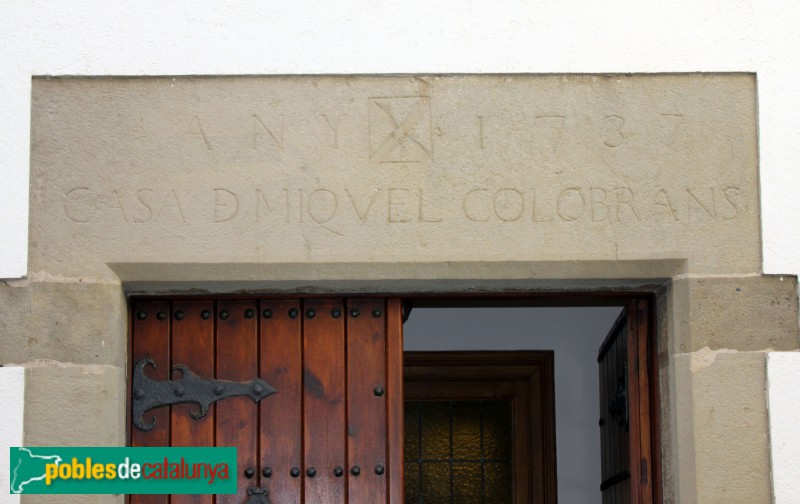 ANY 1737
CASA D MIQVEL COLOBRANS
poblesdecatalunya